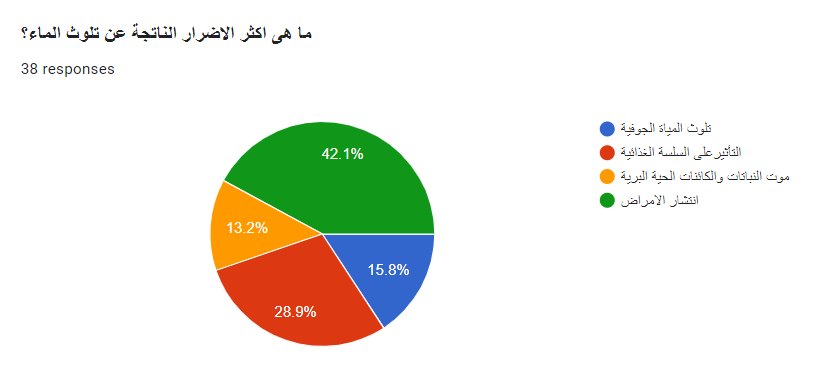 ما هى اكثر الاضرار الناتجة عن تلوث الماء؟
38 responses
42.1%
13.2%
15.8%
28.9%
تلوث المياة الجوفية
التأثيرعلى السلسة الغذائية
موت النباتات والكائنات الحية البرية
انتشار الامراض